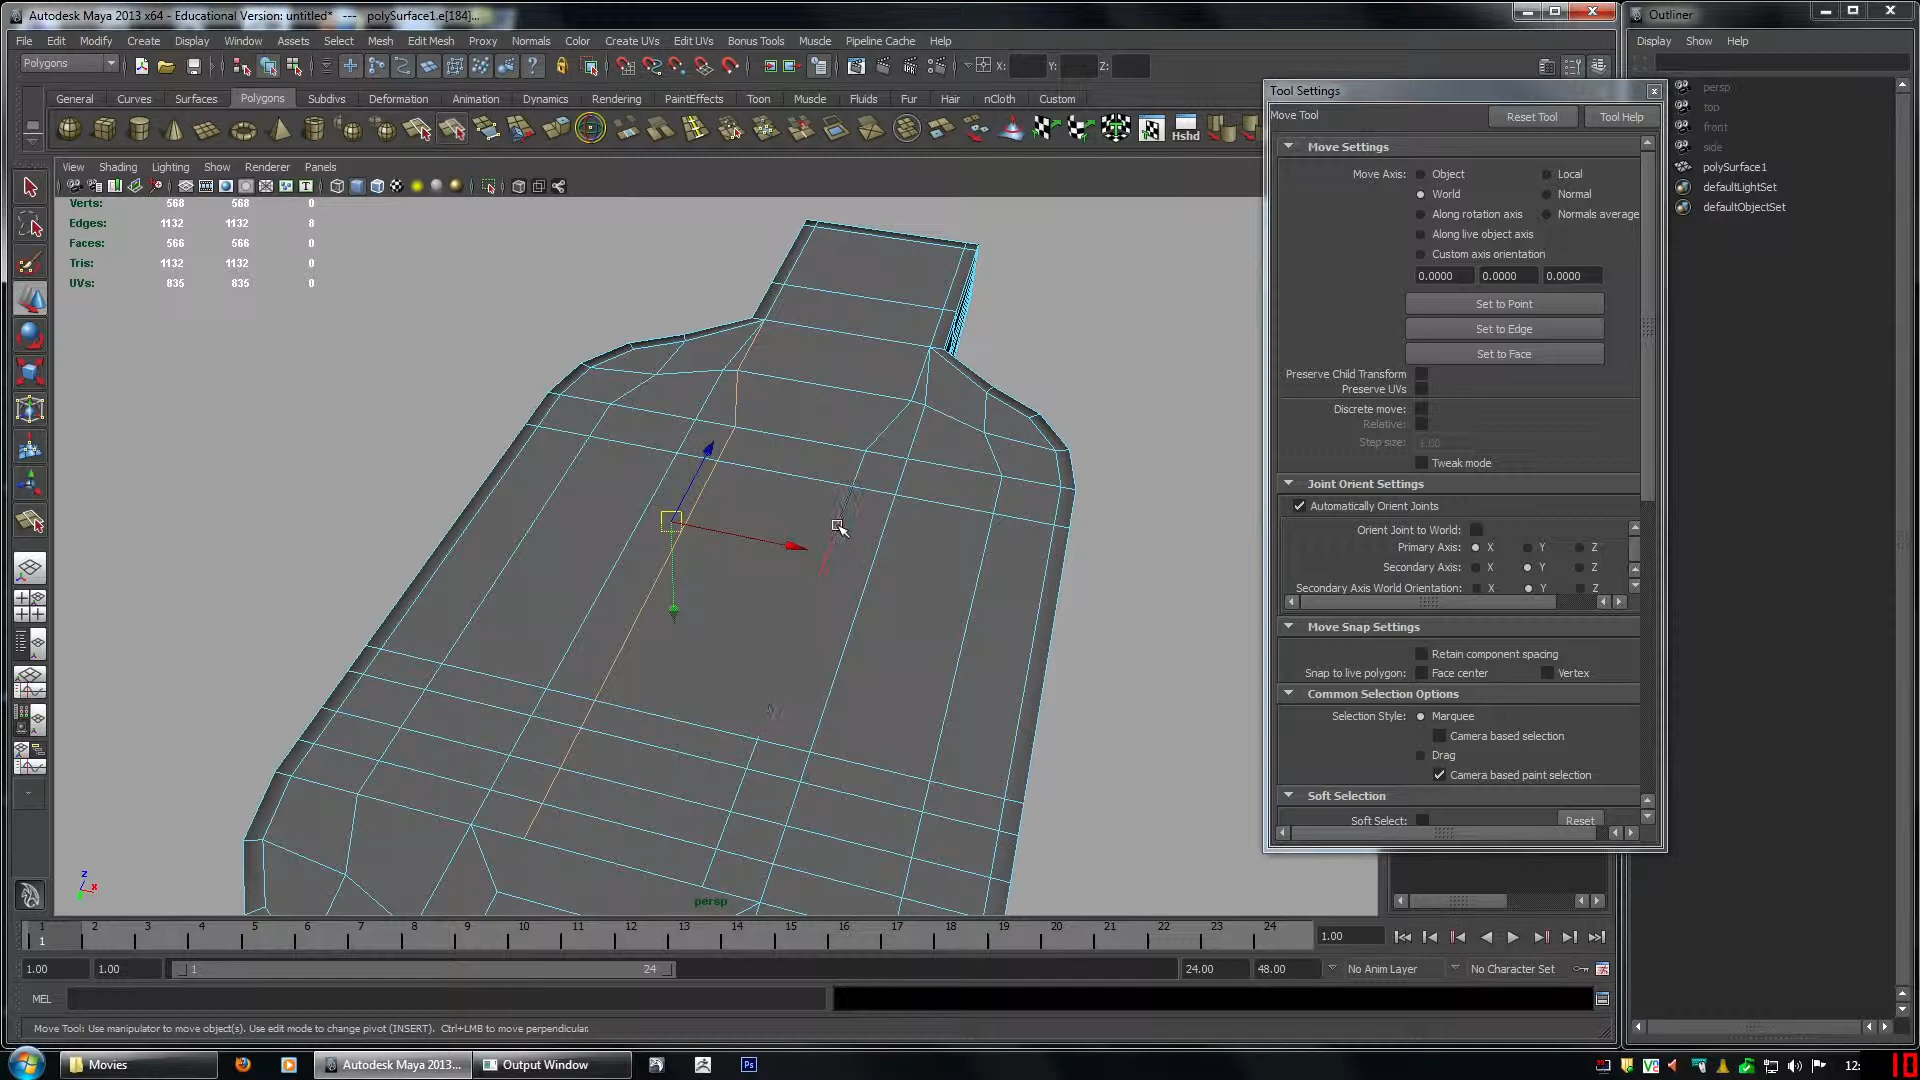 Autodesk Maya 2013 x64 - Educational Version: untitled* --- polySurface1.e[184]...
Outliner
File Edit Modify Create Display Window Assets Select Mesh Edit Mesh Proxy Normals Color Create UVs Edit UVs Bonus Tools Muscle Pipeline Cache Help
Display Show Help
Polygons
X: Y: Z:
General Curves Surfaces Polygons Subdivs Deformation Animation Dynamics Rendering PaintEffects Toon Muscle Fluids Fur Hair nCloth Custom
Hshd
View Shading Lighting Show Renderer Panels
Verts: 568 568 0
Edges: 1132 1132 8
Faces: 566 566 0
Tris: 1132 1132 0
UVs: 835 835 0
Tool Settings
Move Tool
Reset Tool Tool Help
Move Settings
Move Axis: Object Local
World Normal
Along rotation axis Normals average
Along live object axis
Custom axis orientation
0.0000 0.0000 0.0000
Set to Point
Set to Edge
Set to Face
Preserve Child Transform
Preserve UVs
Discrete move:
Relative:
Step size: 1.00
Tweak mode
Joint Orient Settings
Automatically Orient Joints
Orient Joint to World:
Primary Axis: X Y Z
Secondary Axis: X Y Z
Secondary Axis World Orientation: X Y Z
Move Snap Settings
Retain component spacing
Snap to live polygon: Face center Vertex
Common Selection Options
Selection Style: Marquee
Camera based selection
Drag
Camera based paint selection
Soft Selection
Soft Select: Reset
persp
top
front
side
polySurface1
defaultLightSet
defaultObjectSet
z
x
persp
1 2 3 4 5 6 7 8 9 10 11 12 13 14 15 16 17 18 19 20 21 22 23 24
1
1.00
1.00 1.00 1 24 24.00 48.00 No Anim Layer No Character Set
MEL
Move Tool: Use manipulator to move object(s). Use edit mode to change pivot (INSERT). Ctrl+LMB to move perpendicular.
Movies Autodesk Maya 2013... Output Window Ps 12: 10